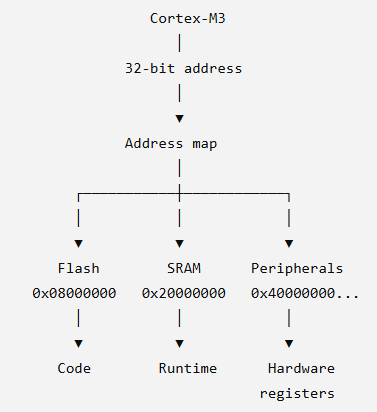 Cortex-M3
32-bit address
Address map
Flash SRAM Peripherals
0x08000000 0x20000000 0x40000000...
Code Runtime Hardware
registers